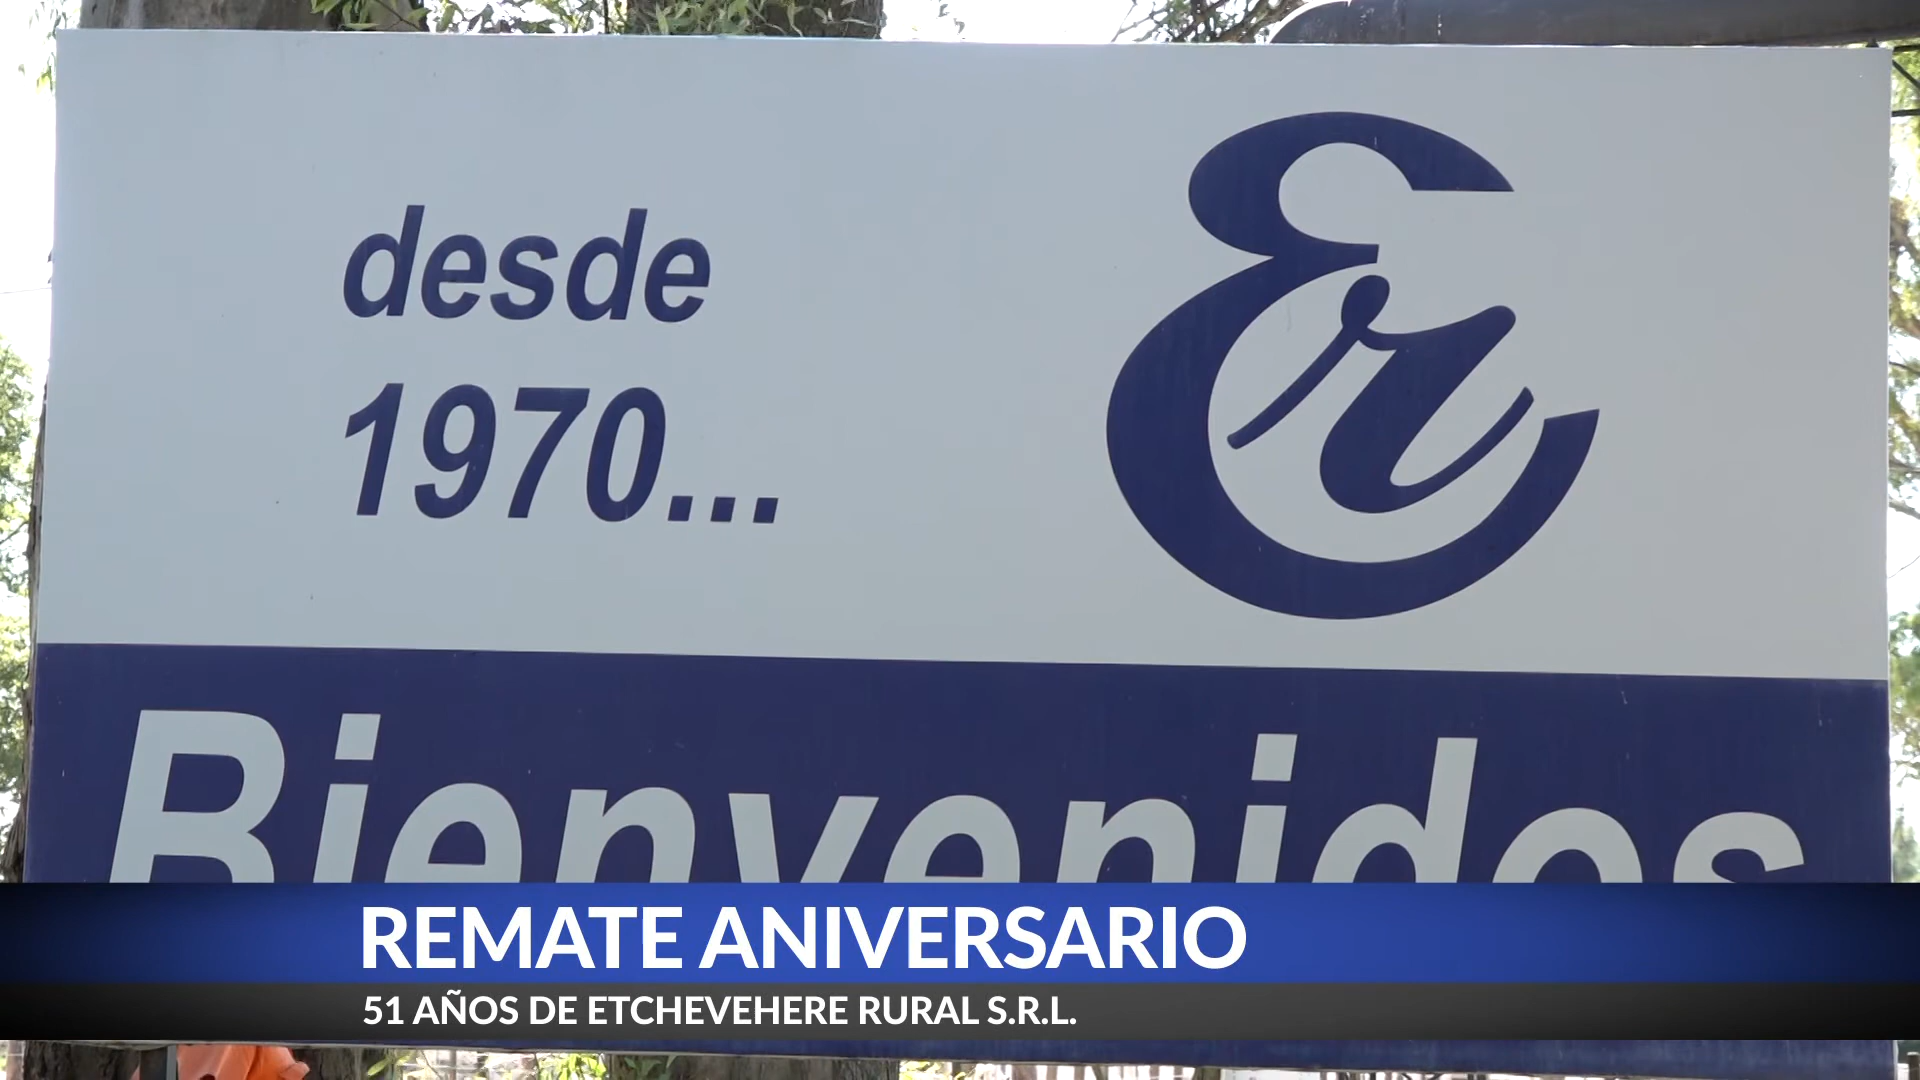 desde
1970...
Er
Bienvenidos
REMATE ANIVERSARIO
51 AÑOS DE ETCHEVEHERE RURAL S.R.L.